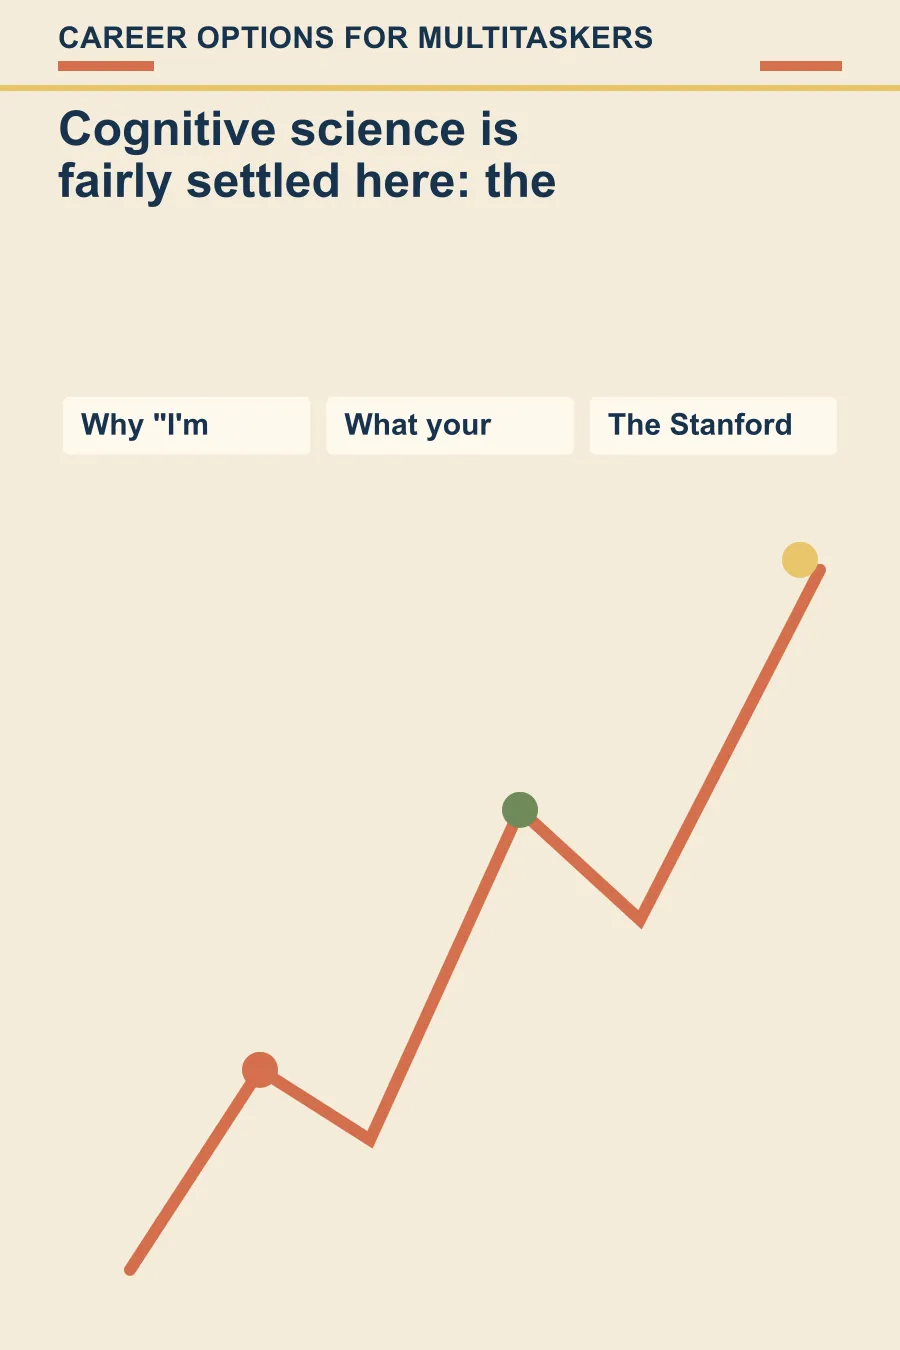 CAREER OPTIONS FOR MULTITASKERS
Cognitive science is
fairly settled here: the
Why "I'm
What your
The Stanford